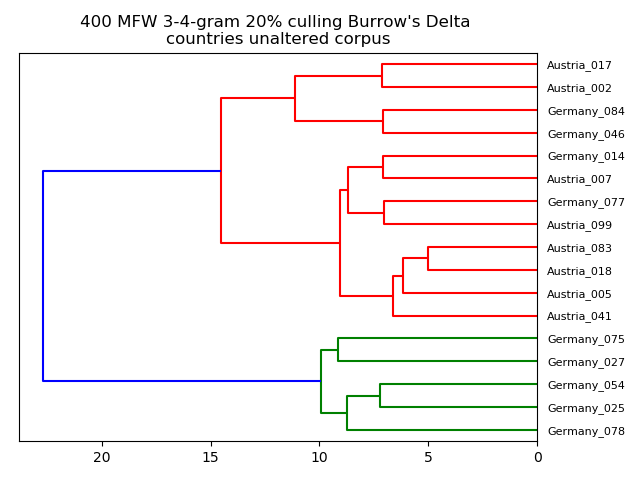 400 MFW 3-4-gram 20% culling Burrow's Delta
countries unaltered corpus
Austria_017
Austria_002
Germany_084
Germany_046
Germany_014
Austria_007
Germany_077
Austria_099
Austria_083
Austria_018
Austria_005
Austria_041
Germany_075
Germany_027
Germany_054
Germany_025
Germany_078
20 15 10 5 0